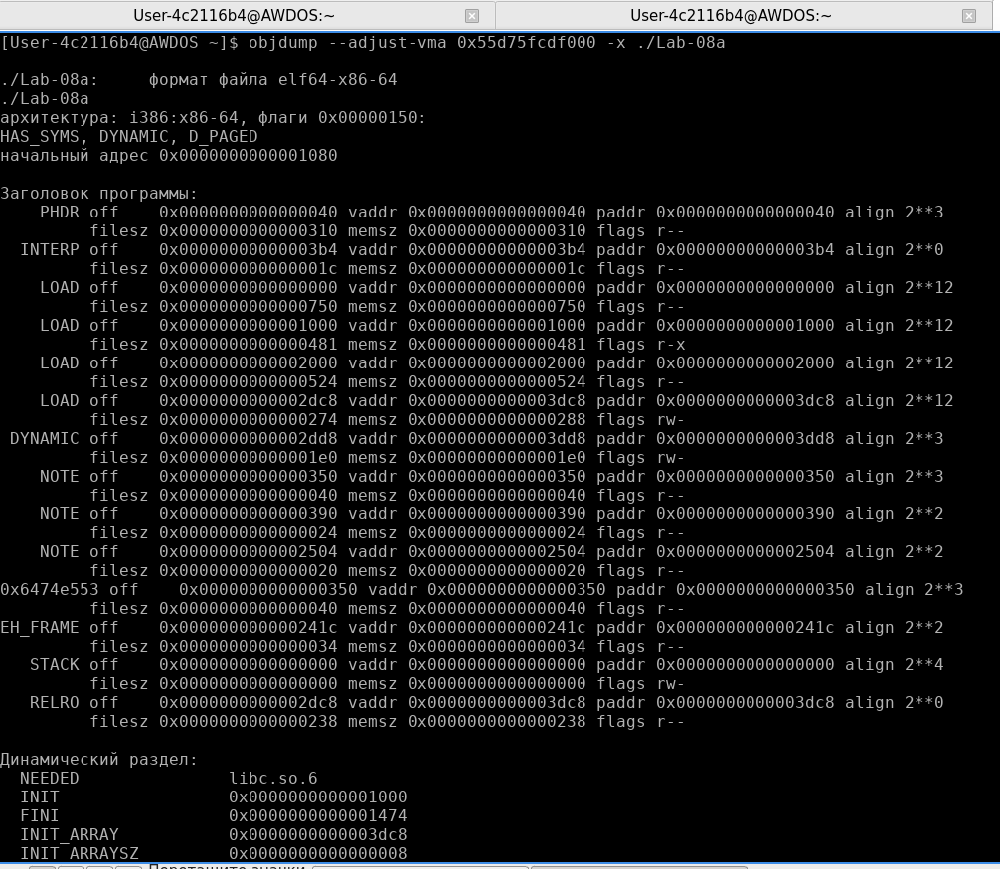 User-4c2116b4@AWDOS:~ User-4c2116b4@AWDOS:~
[User-4c2116b4@AWDOS ~]$ objdump --adjust-vma 0x55d75fcdf000 -x ./Lab-08a
./Lab-08a:     формат файла elf64-x86-64
./Lab-08a
архитектура: i386:x86-64, флаги 0x00000150:
HAS_SYMS, DYNAMIC, D_PAGED
начальный адрес 0x0000000000001080
Заголовок программы:
    PHDR off    0x0000000000000040 vaddr 0x0000000000000040 paddr 0x0000000000000040 align 2**3
         filesz 0x0000000000000310 memsz 0x0000000000000310 flags r--
  INTERP off    0x00000000000003b4 vaddr 0x00000000000003b4 paddr 0x00000000000003b4 align 2**0
         filesz 0x000000000000001c memsz 0x000000000000001c flags r--
    LOAD off    0x0000000000000000 vaddr 0x0000000000000000 paddr 0x0000000000000000 align 2**12
         filesz 0x0000000000000750 memsz 0x0000000000000750 flags r--
    LOAD off    0x0000000000001000 vaddr 0x0000000000001000 paddr 0x0000000000001000 align 2**12
         filesz 0x0000000000000481 memsz 0x0000000000000481 flags r-x
    LOAD off    0x0000000000002000 vaddr 0x0000000000002000 paddr 0x0000000000002000 align 2**12
         filesz 0x0000000000000524 memsz 0x0000000000000524 flags r--
    LOAD off    0x0000000000002dc8 vaddr 0x0000000000003dc8 paddr 0x0000000000003dc8 align 2**12
         filesz 0x0000000000000274 memsz 0x0000000000000288 flags rw-
 DYNAMIC off    0x0000000000002dd8 vaddr 0x0000000000003dd8 paddr 0x0000000000003dd8 align 2**3
         filesz 0x00000000000001e0 memsz 0x00000000000001e0 flags rw-
    NOTE off    0x0000000000000350 vaddr 0x0000000000000350 paddr 0x0000000000000350 align 2**3
         filesz 0x0000000000000040 memsz 0x0000000000000040 flags r--
    NOTE off    0x0000000000000390 vaddr 0x0000000000000390 paddr 0x0000000000000390 align 2**2
         filesz 0x0000000000000024 memsz 0x0000000000000024 flags r--
    NOTE off    0x0000000000002504 vaddr 0x0000000000002504 paddr 0x0000000000002504 align 2**2
         filesz 0x0000000000000020 memsz 0x0000000000000020 flags r--
0x6474e553 off    0x0000000000000350 vaddr 0x0000000000000350 paddr 0x0000000000000350 align 2**3
         filesz 0x0000000000000040 memsz 0x0000000000000040 flags r--
EH_FRAME off    0x000000000000241c vaddr 0x000000000000241c paddr 0x000000000000241c align 2**2
         filesz 0x0000000000000034 memsz 0x0000000000000034 flags r--
   STACK off    0x0000000000000000 vaddr 0x0000000000000000 paddr 0x0000000000000000 align 2**4
         filesz 0x0000000000000000 memsz 0x0000000000000000 flags rw-
   RELRO off    0x0000000000002dc8 vaddr 0x0000000000003dc8 paddr 0x0000000000003dc8 align 2**0
         filesz 0x0000000000000238 memsz 0x0000000000000238 flags r--
Динамический раздел:
  NEEDED               libc.so.6
  INIT                 0x0000000000001000
  FINI                 0x0000000000001474
  INIT_ARRAY           0x0000000000003dc8
  INIT_ARRAYSZ         0x0000000000000008